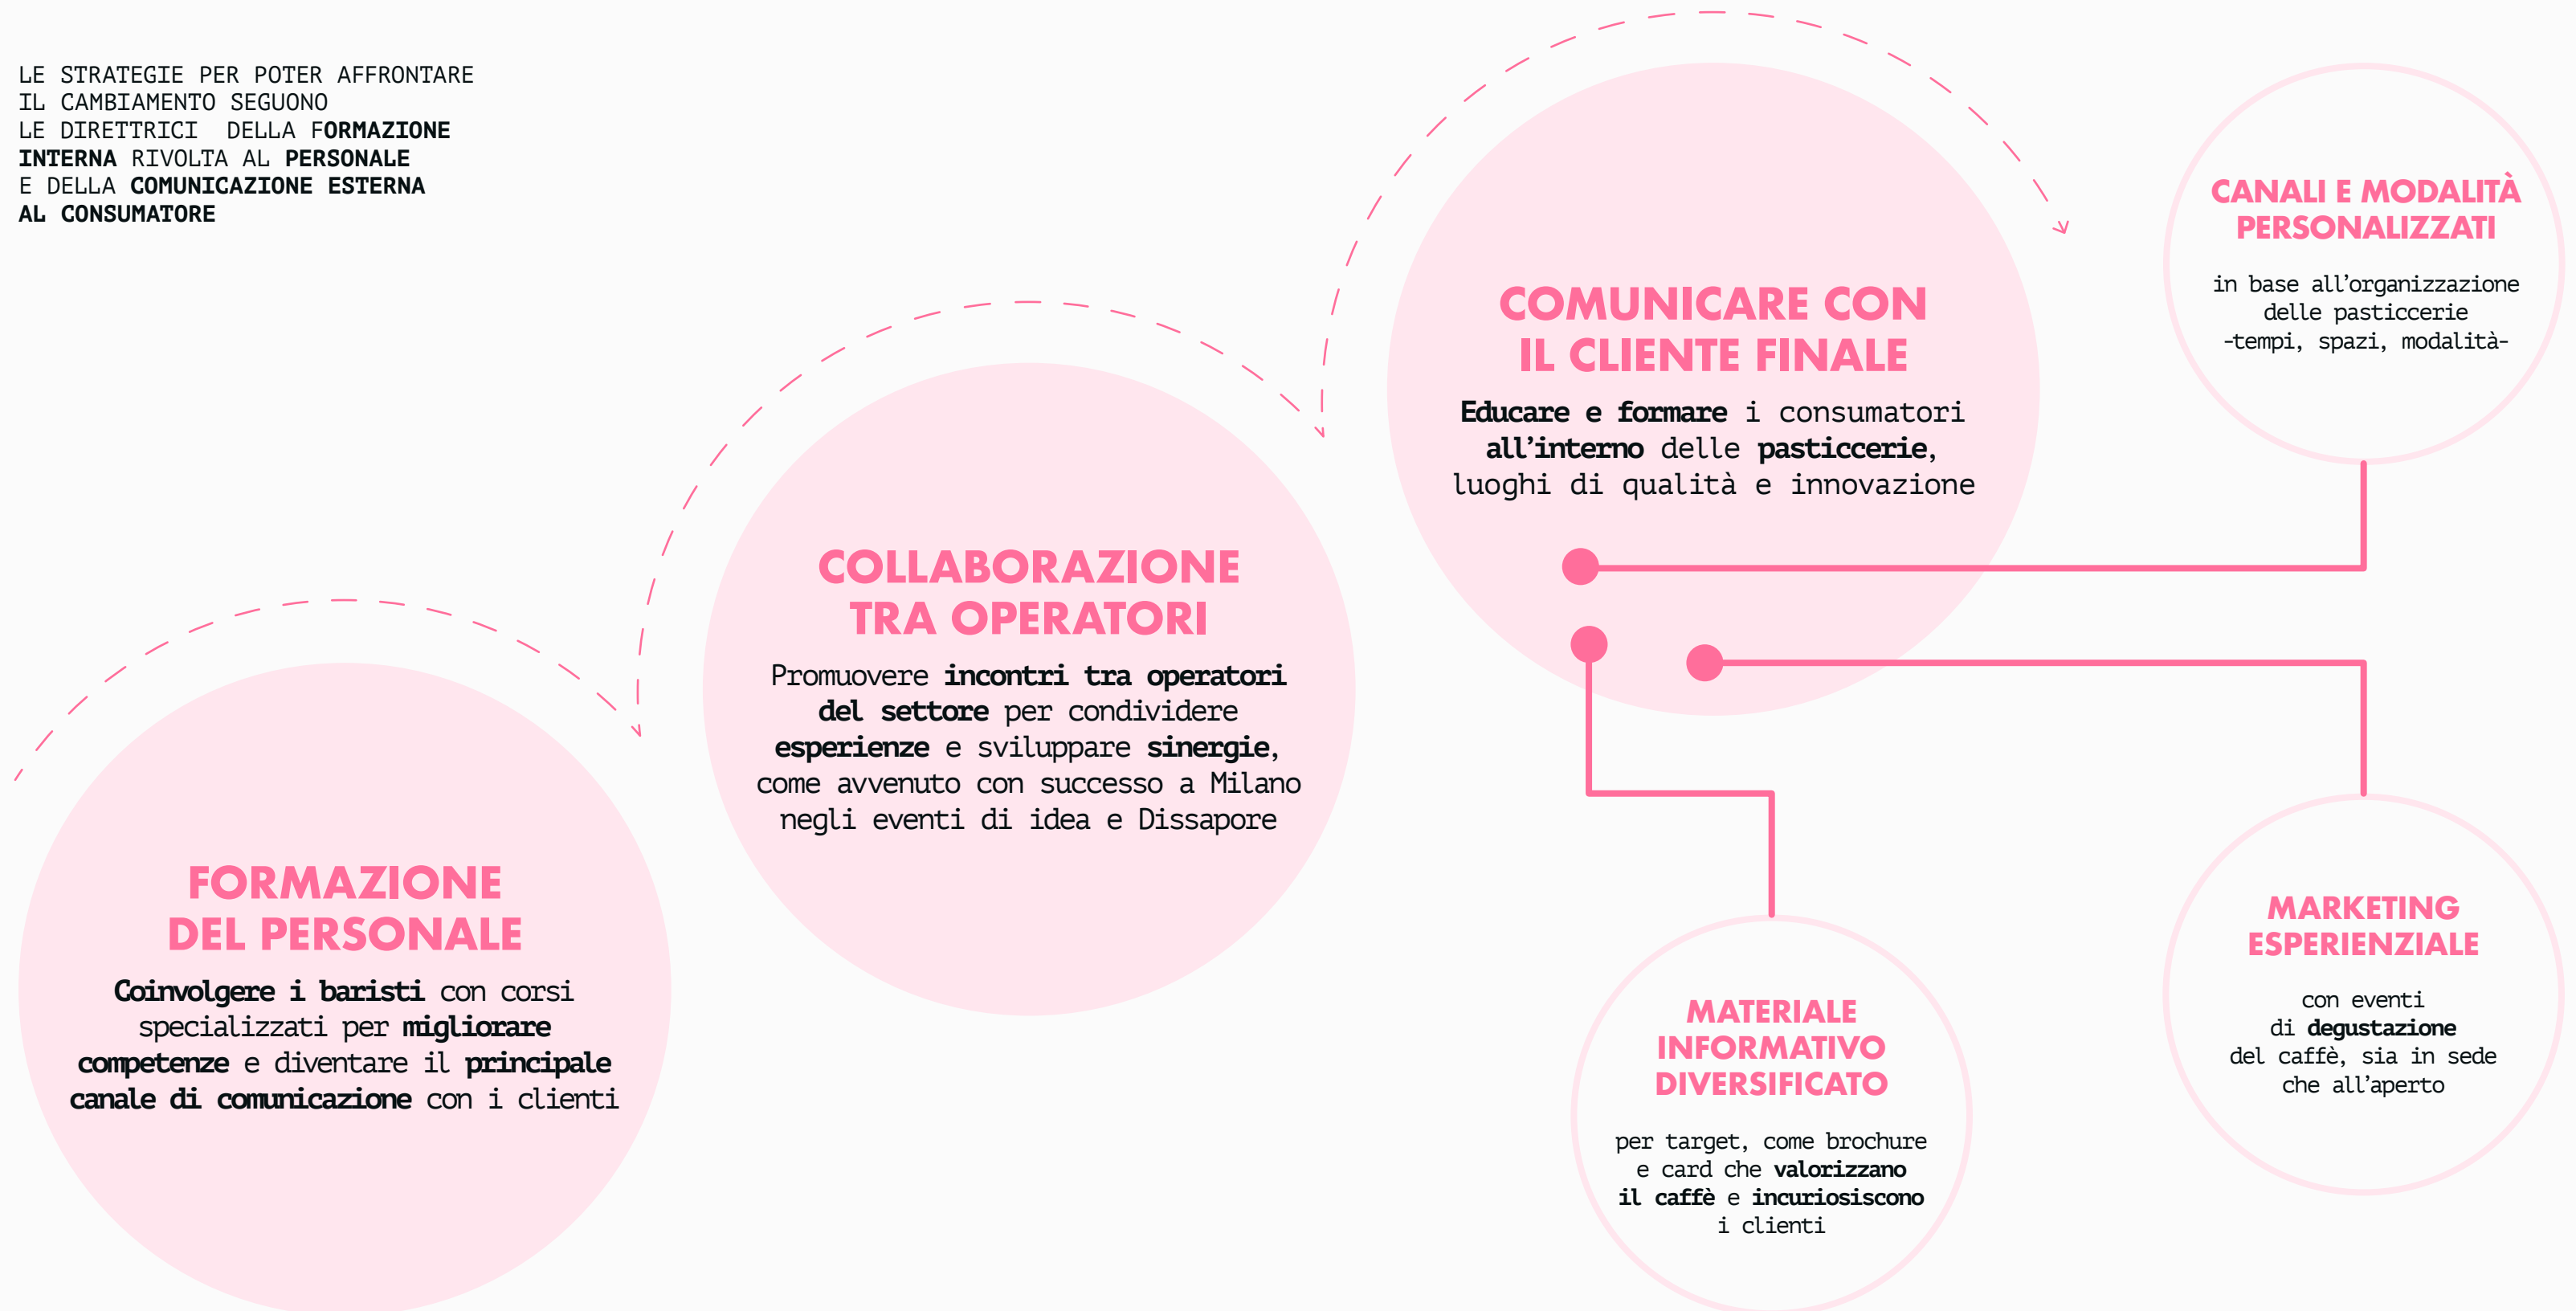 LE STRATEGIE PER POTER AFFRONTARE
IL CAMBIAMENTO SEGUONO
LE DIRETTRICI DELLA FORMAZIONE
INTERNA RIVOLTA AL PERSONALE
E DELLA COMUNICAZIONE ESTERNA
AL CONSUMATORE
FORMAZIONE
DEL PERSONALE
Coinvolgere i baristi con corsi
specializzati per migliorare
competenze e diventare il principale
canale di comunicazione con i clienti
COLLABORAZIONE
TRA OPERATORI
Promuovere incontri tra operatori
del settore per condividere
esperienze e sviluppare sinergie,
come avvenuto con successo a Milano
negli eventi di idea e Dissapore
COMUNICARE CON
IL CLIENTE FINALE
Educare e formare i consumatori
all'interno delle pasticcerie,
luoghi di qualità e innovazione
CANALI E MODALITÀ
PERSONALIZZATI
in base all'organizzazione
delle pasticcerie
-tempi, spazi, modalità-
MATERIALE
INFORMATIVO
DIVERSIFICATO
per target, come brochure
e card che valorizzano
il caffè e incuriosiscono
i clienti
MARKETING
ESPERIENZIALE
con eventi
di degustazione
del caffè, sia in sede
che all'aperto